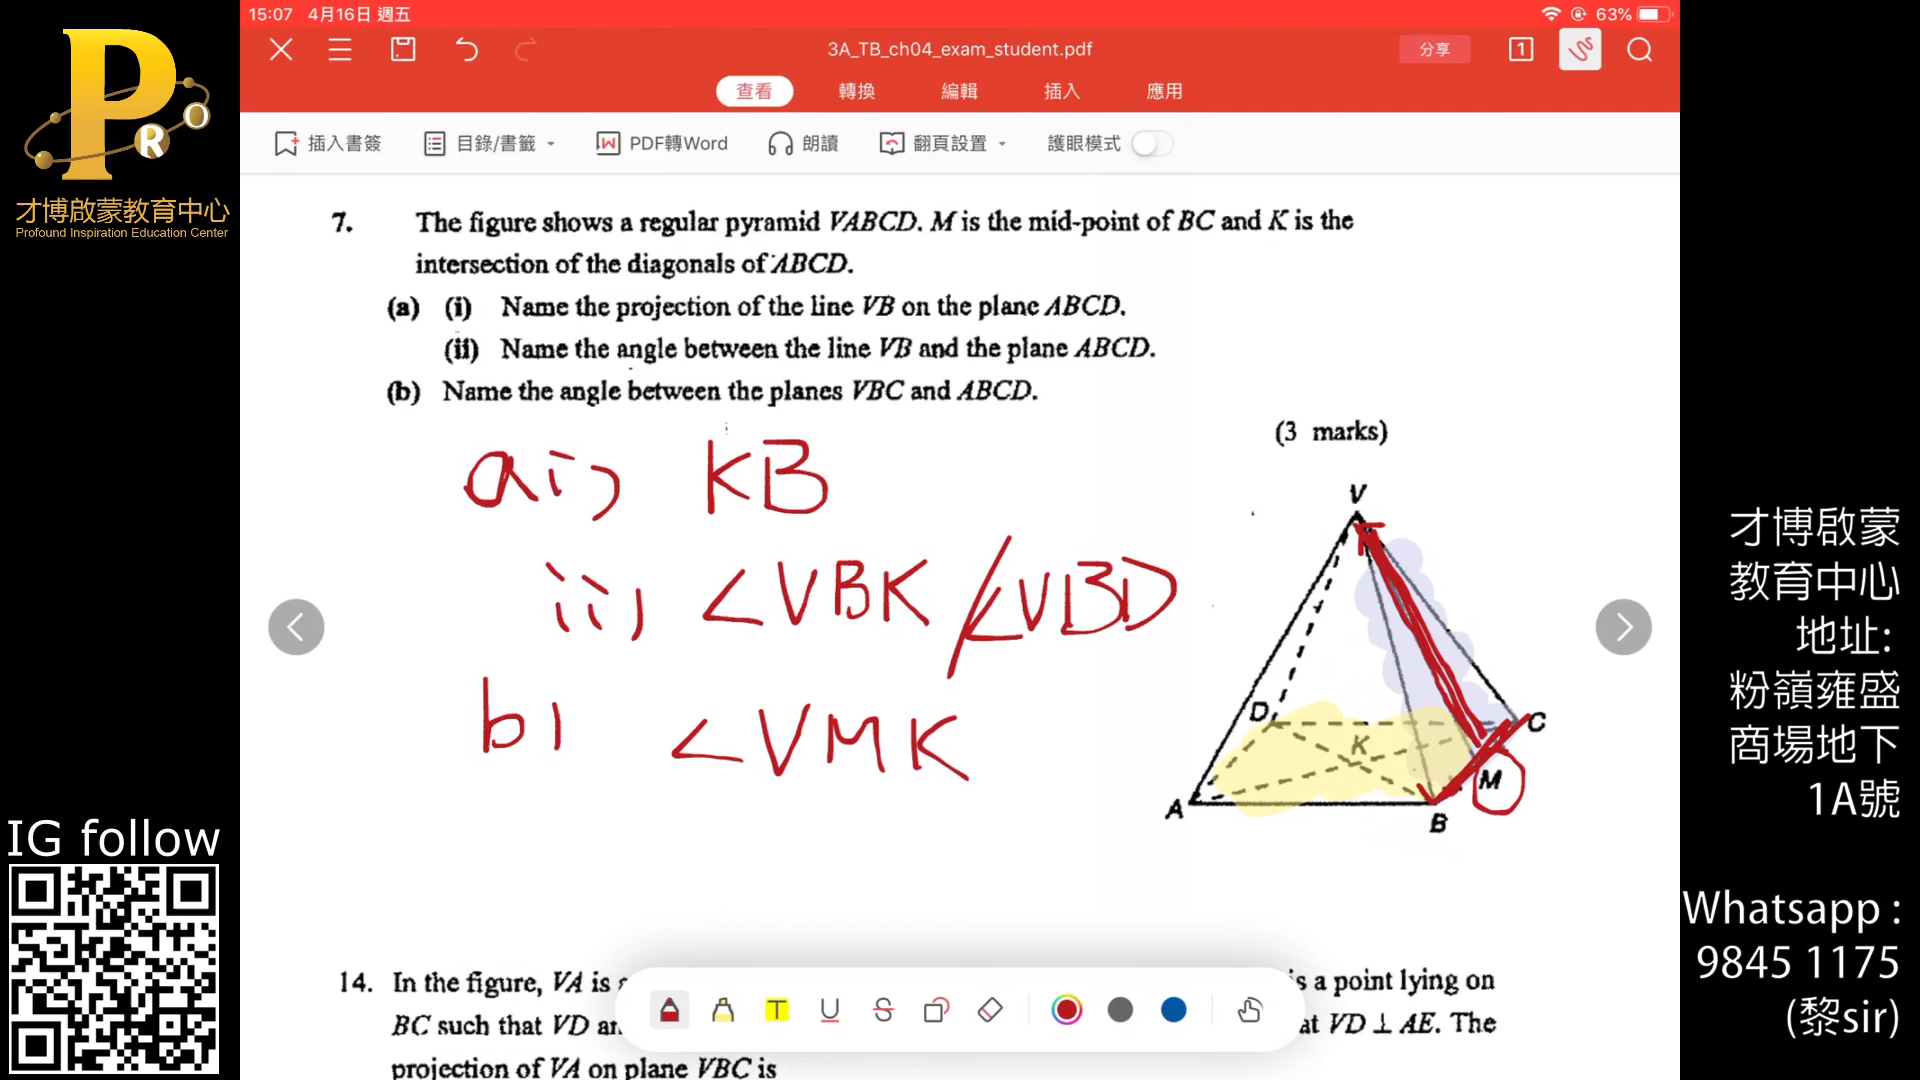 15:07 4月16日 週五
63%
3A_TB_ch04_exam_student.pdf
分享
1
查看 轉換 編輯 插入 應用
插入書簽 目錄/書籤 PDF轉Word 朗讀 翻頁設置 護眼模式
P
R
O
才博啟蒙教育中心
Profound Inspiration Education Center
7. The figure shows a regular pyramid VABCD. M is the mid-point of BC and K is the
intersection of the diagonals of ABCD.
(a) (i) Name the projection of the line VB on the plane ABCD.
(ii) Name the angle between the line VB and the plane ABCD.
(b) Name the angle between the planes VBC and ABCD.
(3 marks)
ai) KB
ii) ∠VBK / ∠VBD
b) ∠VMK
V
D
C
K
M
A
B
14. In the figure, VA is
s a point lying on
BC such that VD
at VD ⊥ AE. The
projection of VA on plane VBC is
T U S
IG follow
才博啟蒙
教育中心
地址:
粉嶺雍盛
商場地下
1A號
Whatsapp :
9845 1175
(黎sir)